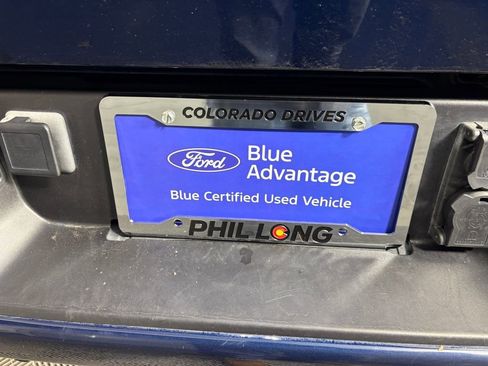 COLORADO DRIVES
Ford
Blue
Advantage
Blue Certified Used Vehicle
PHIL LONG